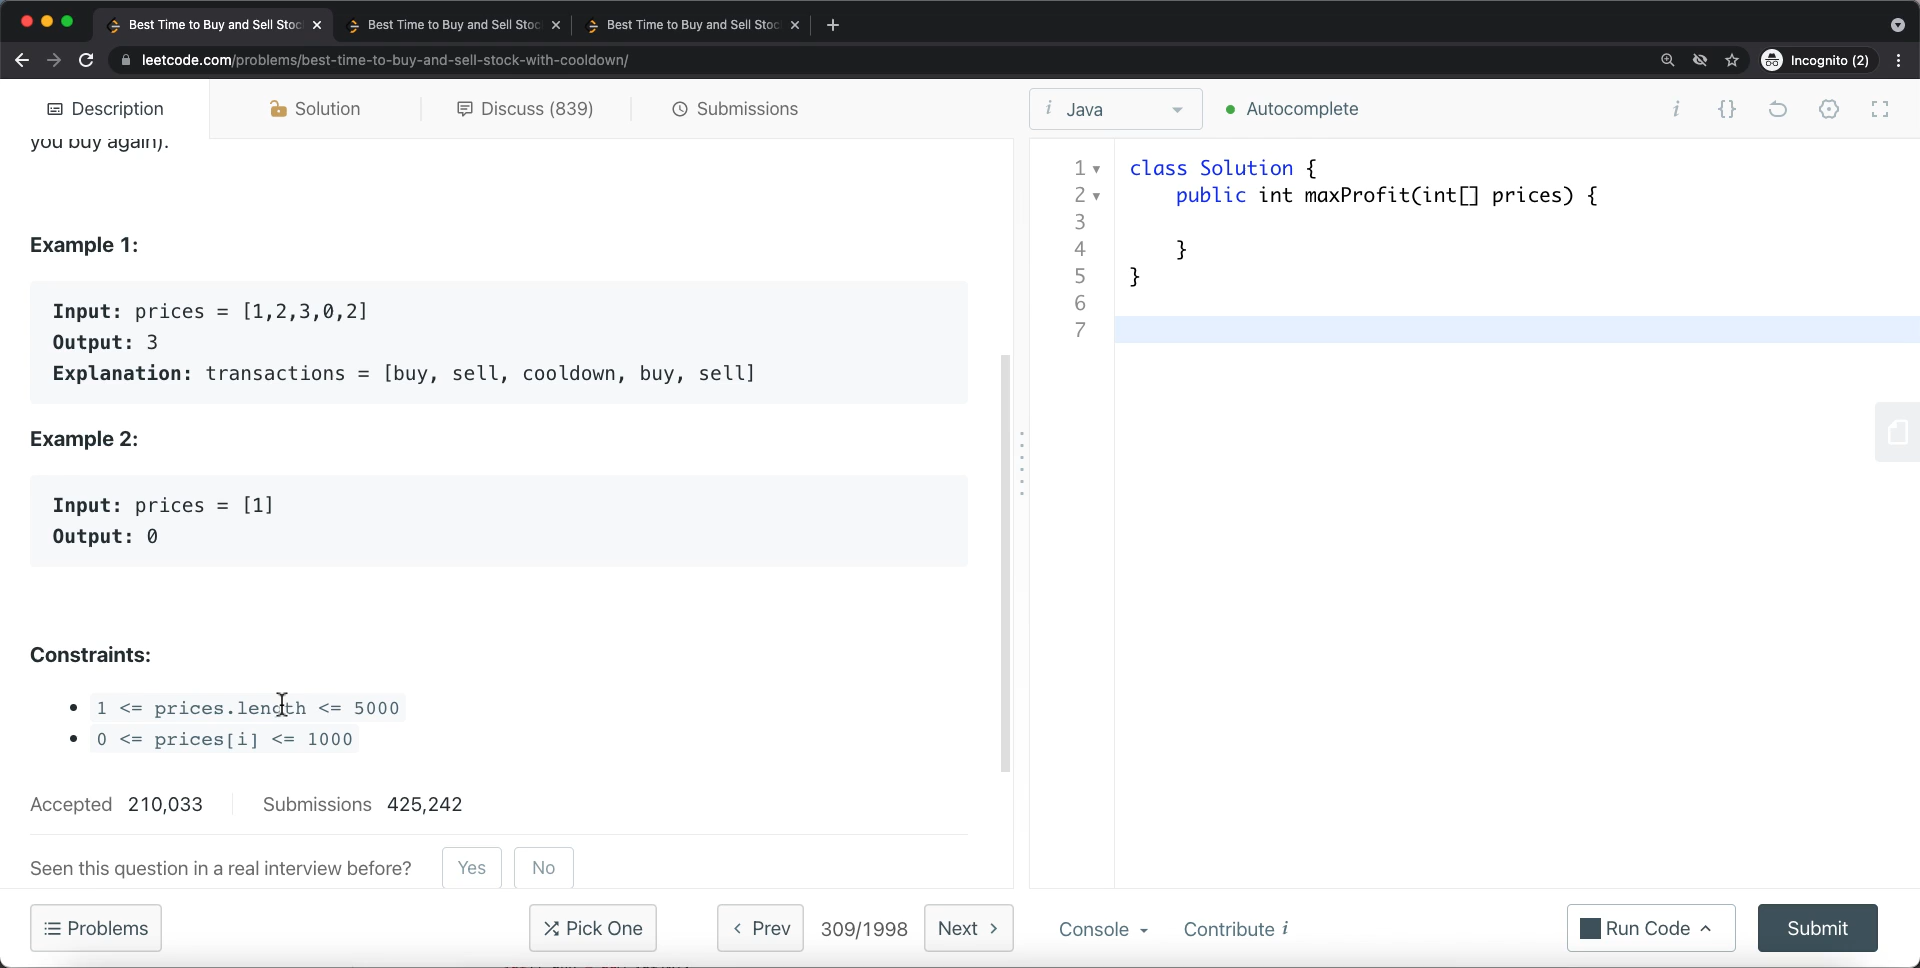 Best Time to Buy and Sell Stoc
Best Time to Buy and Sell Stoc
Best Time to Buy and Sell Stoc
leetcode.com/problems/best-time-to-buy-and-sell-stock-with-cooldown/
Incognito (2)
Description
Solution
Discuss (839)
Submissions
i Java
Autocomplete
i {}
you buy again).
Example 1:
Input: prices = [1,2,3,0,2]
Output: 3
Explanation: transactions = [buy, sell, cooldown, buy, sell]
Example 2:
Input: prices = [1]
Output: 0
Constraints:
• 1 <= prices.length <= 5000
• 0 <= prices[i] <= 1000
Accepted 210,033 Submissions 425,242
Seen this question in a real interview before? Yes No
1 class Solution {
2 public int maxProfit(int[] prices) {
3
4 }
5 }
6
7
Problems
Pick One
Prev
309/1998
Next
Console
Contribute i
Run Code
Submit